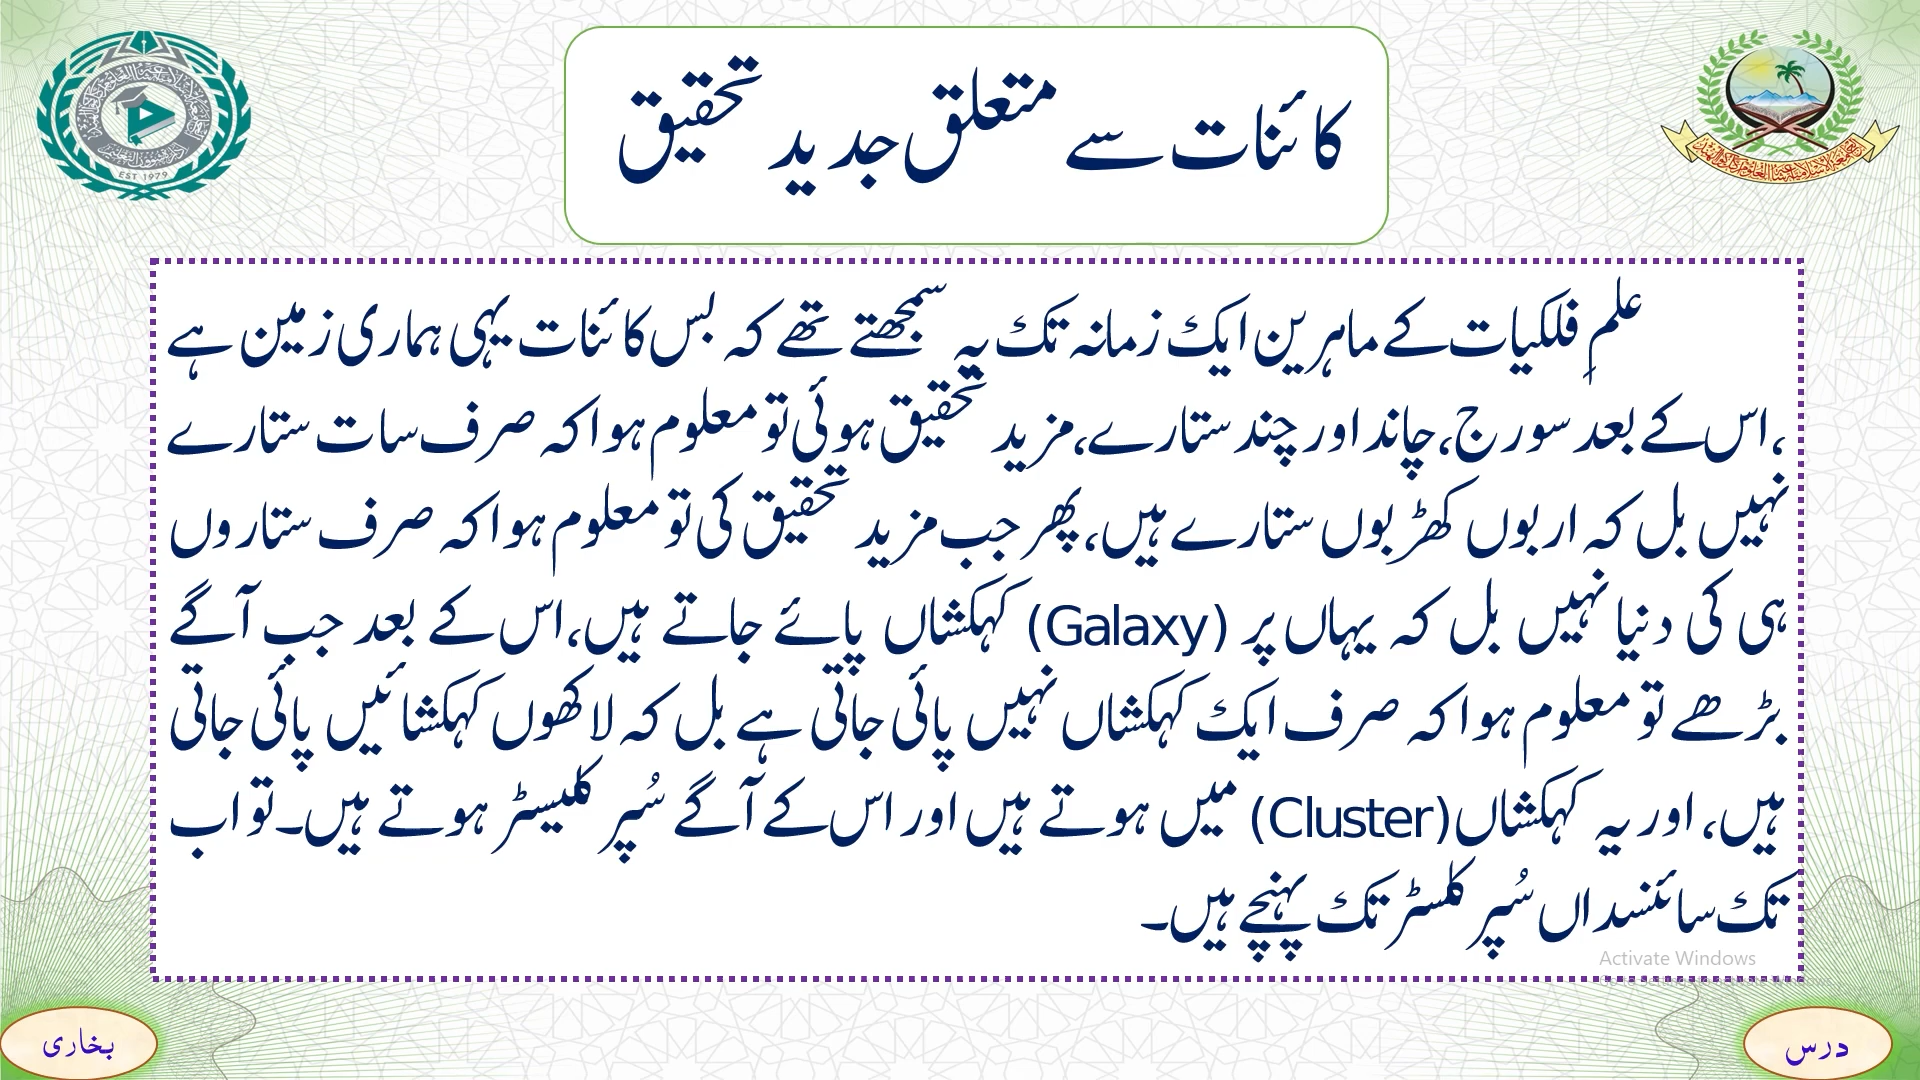 کائنات سے متعلق جدید تحقیق
علمِ فلکیات کے ماہرین ایک زمانہ تک یہ سمجھتے تھے کہ بس کائنات یہی ہماری زمین ہے
،اس کے بعد سورج،چاند اور چند ستارے،مزید تحقیق ہوئی تو معلوم ہوا کہ صرف سات ستارے
نہیں بل کہ اربوں کھڑبوں ستارے ہیں،پھر جب مزید تحقیق کی تو معلوم ہوا کہ صرف ستاروں
ہی کی دنیا نہیں بل کہ یہاں پر (Galaxy) کہکشاں پائے جاتے ہیں،اس کے بعد جب آگے
بڑھے تو معلوم ہوا کہ صرف ایک کہکشاں نہیں پائی جاتی ہے بل کہ لاکھوں کہکشائیں پائی جاتی
ہیں، اور یہ کہکشاں(Cluster) میں ہوتے ہیں اور اس کے آگے سُپر کلیسٹر ہوتے ہیں۔تو اب
تک سائنسداں سُپر کلسٹر تک پہنچے ہیں۔
Activate Windows
درس
بخاری
EST 1979